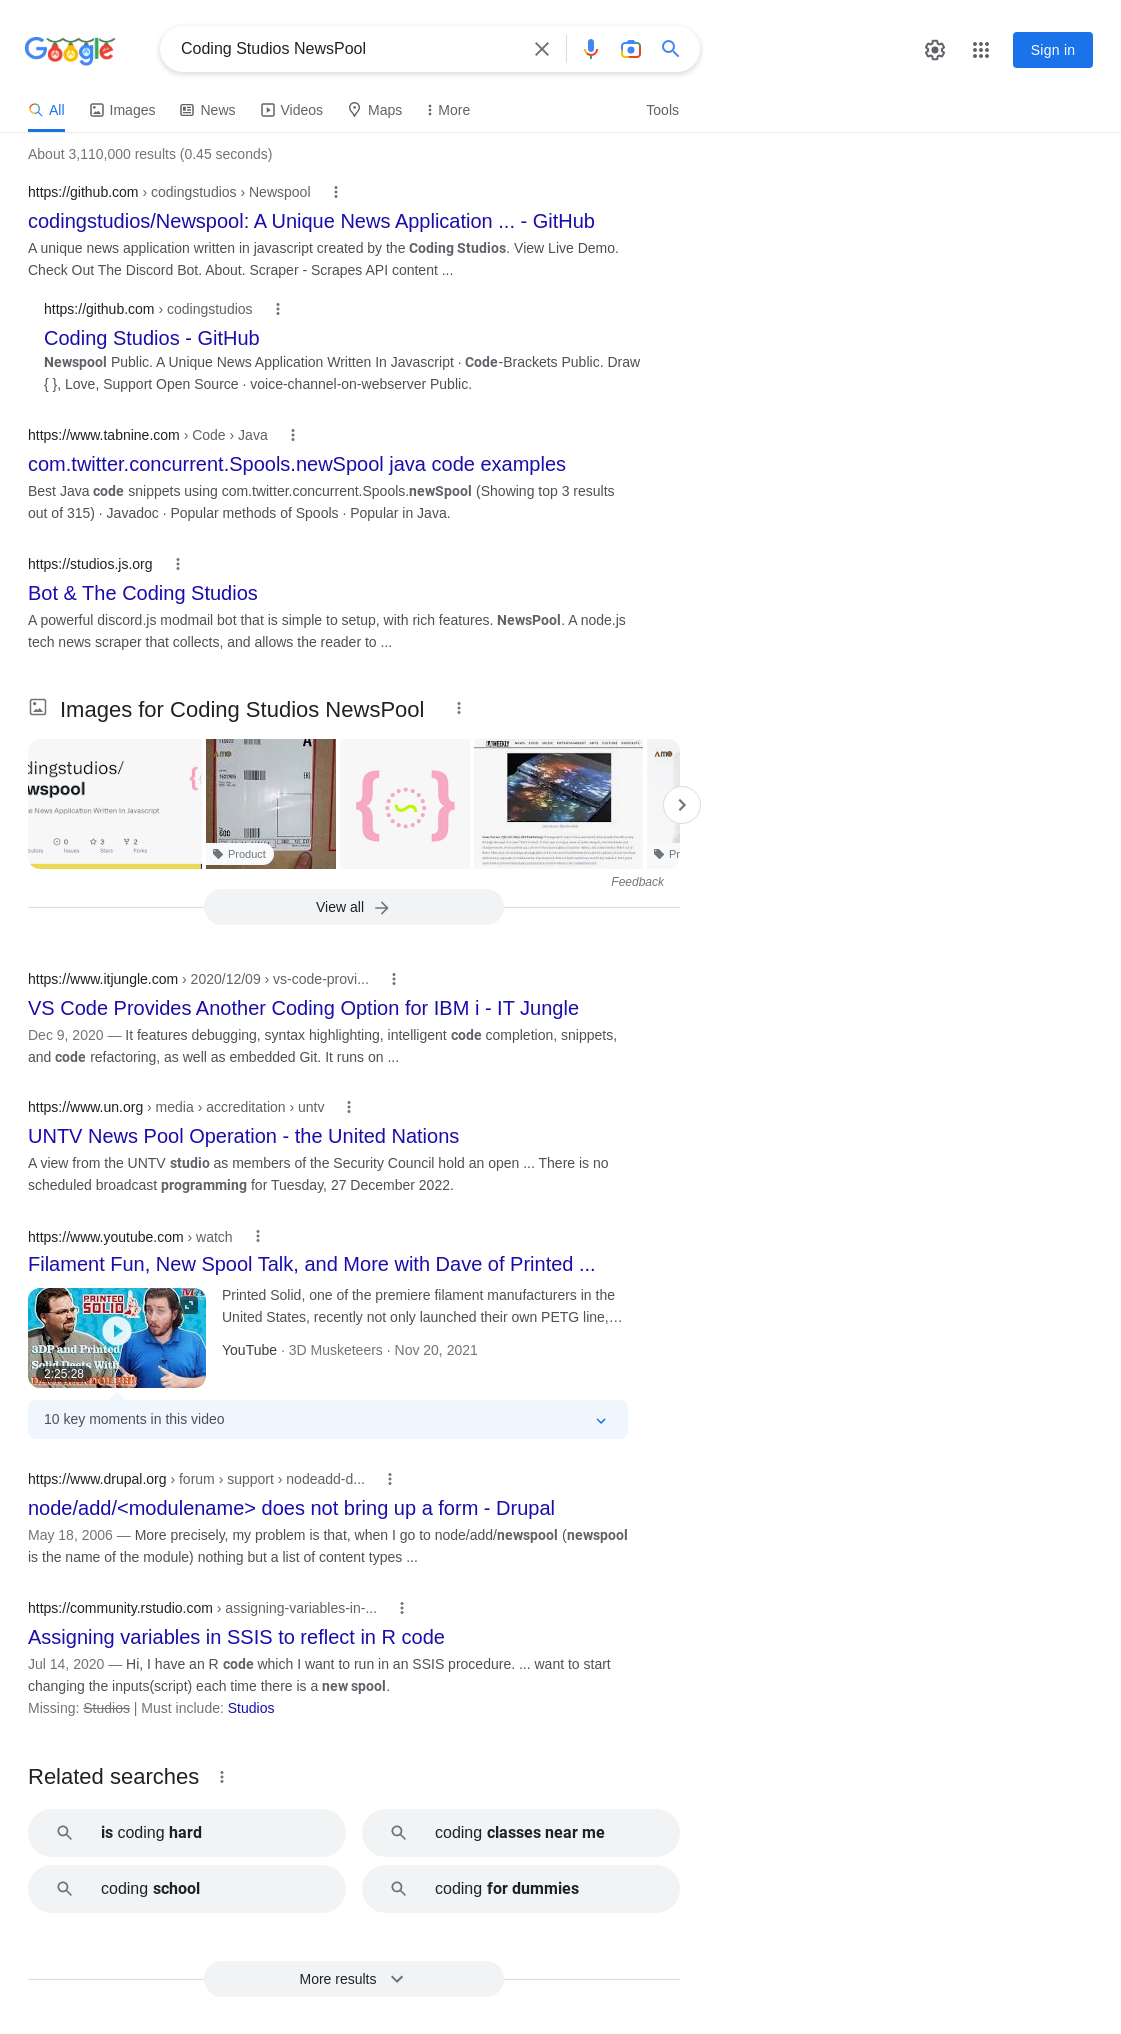 Google
Coding Studios NewsPool
Sign in
All
Images
News
Videos
Maps
More
Tools
About 3,110,000 results (0.45 seconds)
https://github.com › codingstudios › Newspool
codingstudios/Newspool: A Unique News Application ... - GitHub
A unique news application written in javascript created by the Coding Studios. View Live Demo.
Check Out The Discord Bot. About. Scraper - Scrapes API content ...
https://github.com › codingstudios
Coding Studios - GitHub
Newspool Public. A Unique News Application Written In Javascript · Code-Brackets Public. Draw
{ }, Love, Support Open Source · voice-channel-on-webserver Public.
https://www.tabnine.com › Code › Java
com.twitter.concurrent.Spools.newSpool java code examples
Best Java code snippets using com.twitter.concurrent.Spools.newSpool (Showing top 3 results
out of 315) · Javadoc · Popular methods of Spools · Popular in Java.
https://studios.js.org
Bot & The Coding Studios
A powerful discord.js modmail bot that is simple to setup, with rich features. NewsPool. A node.js
tech news scraper that collects, and allows the reader to ...
Images for Coding Studios NewsPool
dingstudios/
wspool
e News Application Written In Javascript
0 3 2
Issues Stars Forks
AMO
Product
WEEKLY
AMO
Pr
Feedback
View all
https://www.itjungle.com › 2020/12/09 › vs-code-provi...
VS Code Provides Another Coding Option for IBM i - IT Jungle
Dec 9, 2020 — It features debugging, syntax highlighting, intelligent code completion, snippets,
and code refactoring, as well as embedded Git. It runs on ...
https://www.un.org › media › accreditation › untv
UNTV News Pool Operation - the United Nations
A view from the UNTV studio as members of the Security Council hold an open ... There is no
scheduled broadcast programming for Tuesday, 27 December 2022.
https://www.youtube.com › watch
Filament Fun, New Spool Talk, and More with Dave of Printed ...
PRINTED
SOLID
3DP and Printed
Solid Deets With
2:25:28
Printed Solid, one of the premiere filament manufacturers in the
United States, recently not only launched their own PETG line,…
YouTube · 3D Musketeers · Nov 20, 2021
10 key moments in this video
https://www.drupal.org › forum › support › nodeadd-d...
node/add/<modulename> does not bring up a form - Drupal
May 18, 2006 — More precisely, my problem is that, when I go to node/add/newspool (newspool
is the name of the module) nothing but a list of content types ...
https://community.rstudio.com › assigning-variables-in-...
Assigning variables in SSIS to reflect in R code
Jul 14, 2020 — Hi, I have an R code which I want to run in an SSIS procedure. ... want to start
changing the inputs(script) each time there is a new spool.
Missing: Studios | Must include: Studios
Related searches
is coding hard
coding classes near me
coding school
coding for dummies
More results